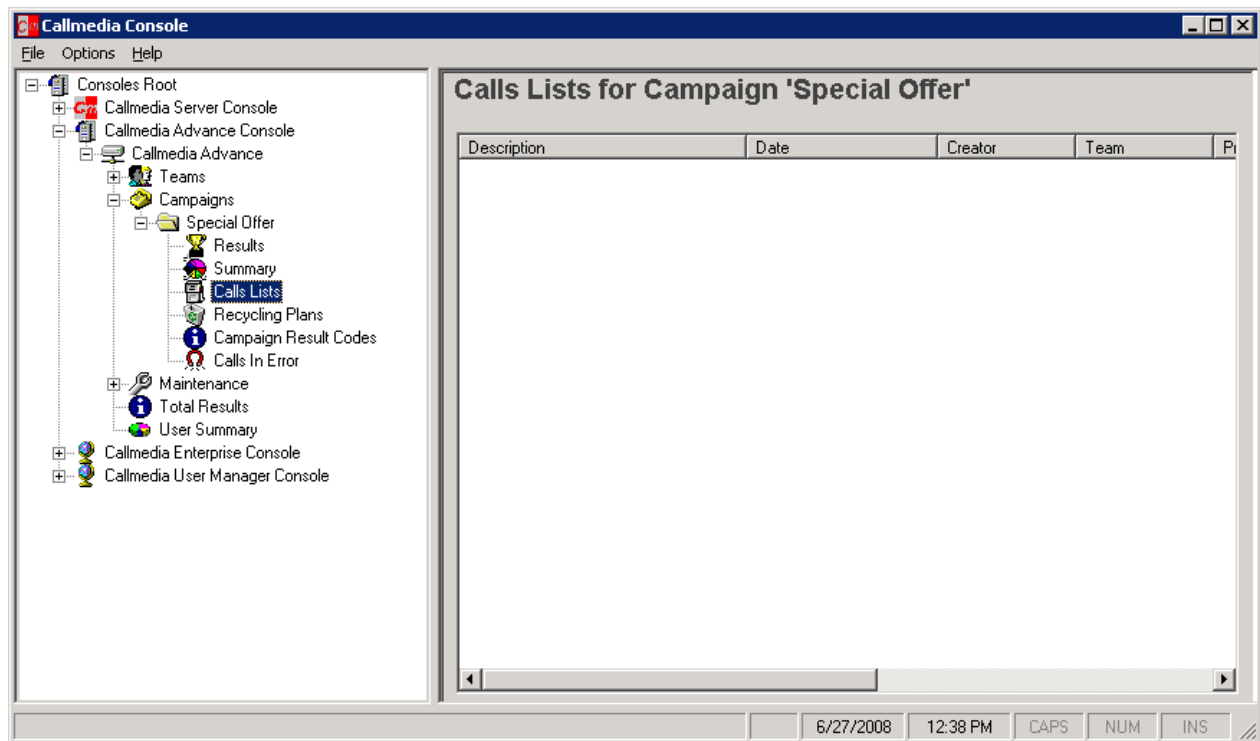 Callmedia Console
File Options Help
Consoles Root
Callmedia Server Console
Callmedia Advance Console
Callmedia Advance
Teams
Campaigns
Special Offer
Results
Summary
Calls Lists
Recycling Plans
Campaign Result Codes
Calls In Error
Maintenance
Total Results
User Summary
Callmedia Enterprise Console
Callmedia User Manager Console
Calls Lists for Campaign 'Special Offer'
Description Date Creator Team
6/27/2008 12:38 PM CAPS NUM INS